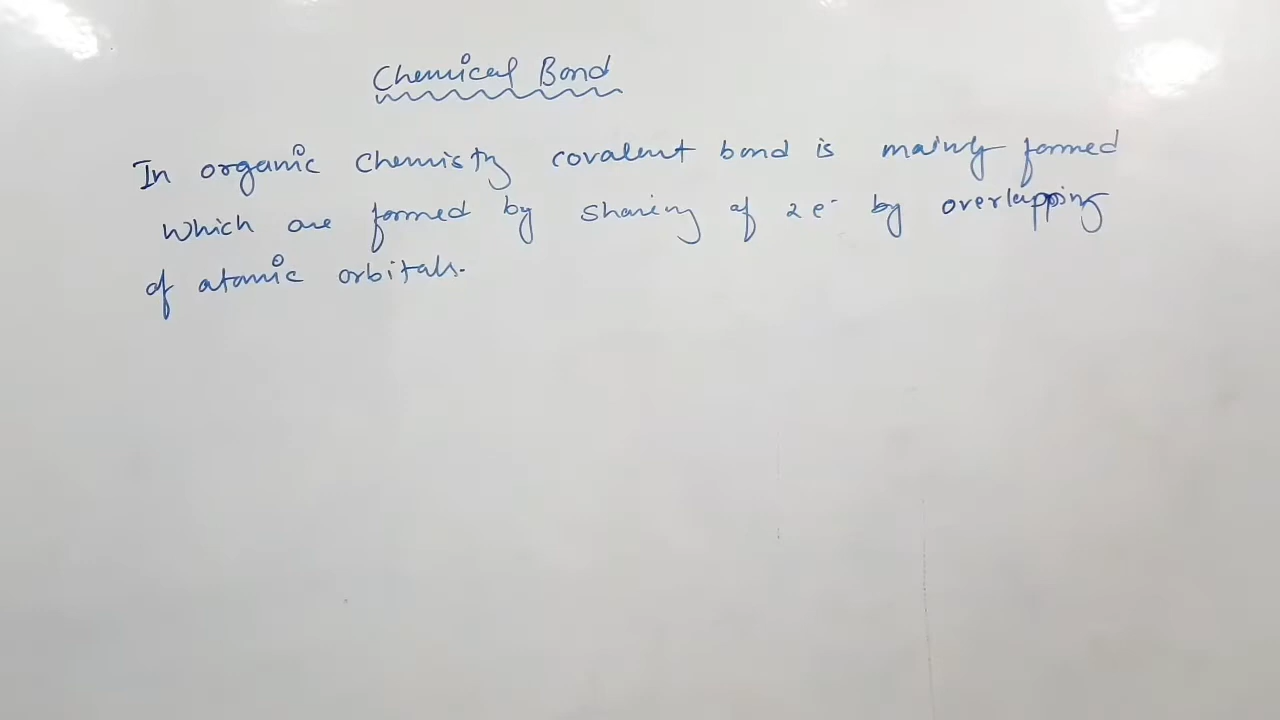 Chemical Bond
In organic chemistry covalent bond is mainly formed
which are formed by sharing of 2e⁻ by overlapping
of atomic orbitals.